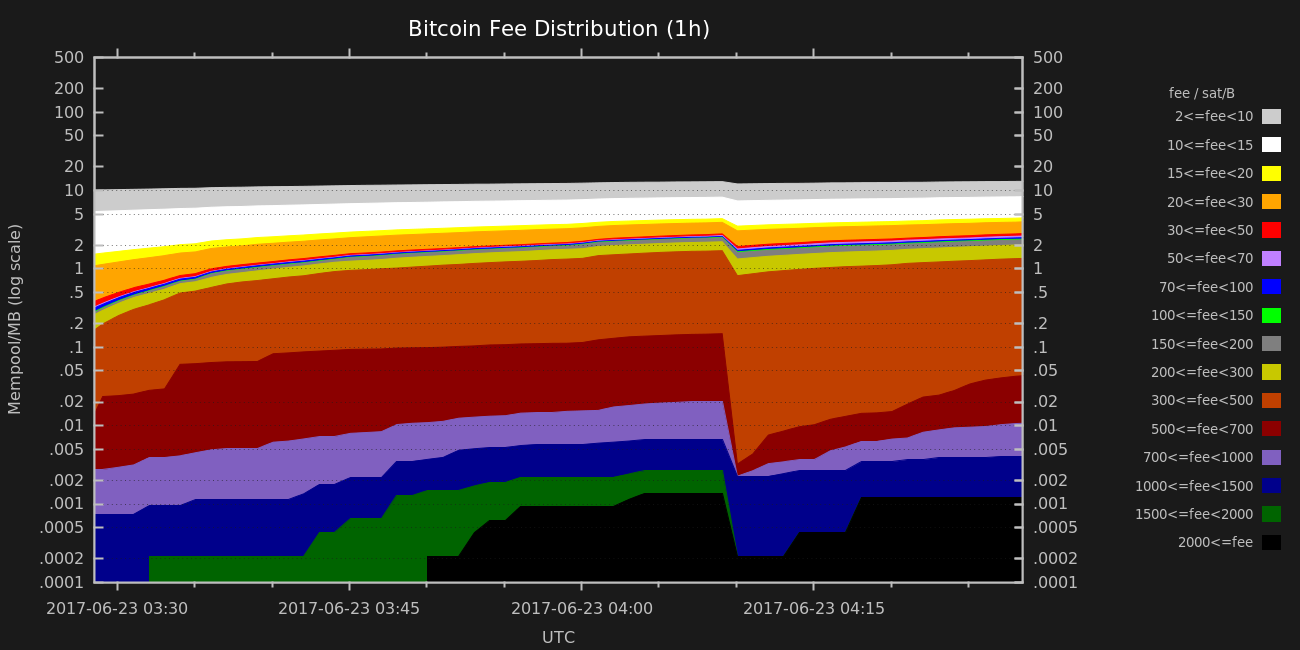 Bitcoin Fee Distribution (1h)
500
200
100
50
20
10
5
2
1
.5
.2
.1
.05
.02
.01
.005
.002
.001
.0005
.0002
.0001
Mempool/MB (log scale)
500
200
100
50
20
10
5
2
1
.5
.2
.1
.05
.02
.01
.005
.002
.001
.0005
.0002
.0001
2017-06-23 03:30 2017-06-23 03:45 2017-06-23 04:00 2017-06-23 04:15
UTC
fee / sat/B
2<=fee<10
10<=fee<15
15<=fee<20
20<=fee<30
30<=fee<50
50<=fee<70
70<=fee<100
100<=fee<150
150<=fee<200
200<=fee<300
300<=fee<500
500<=fee<700
700<=fee<1000
1000<=fee<1500
1500<=fee<2000
2000<=fee